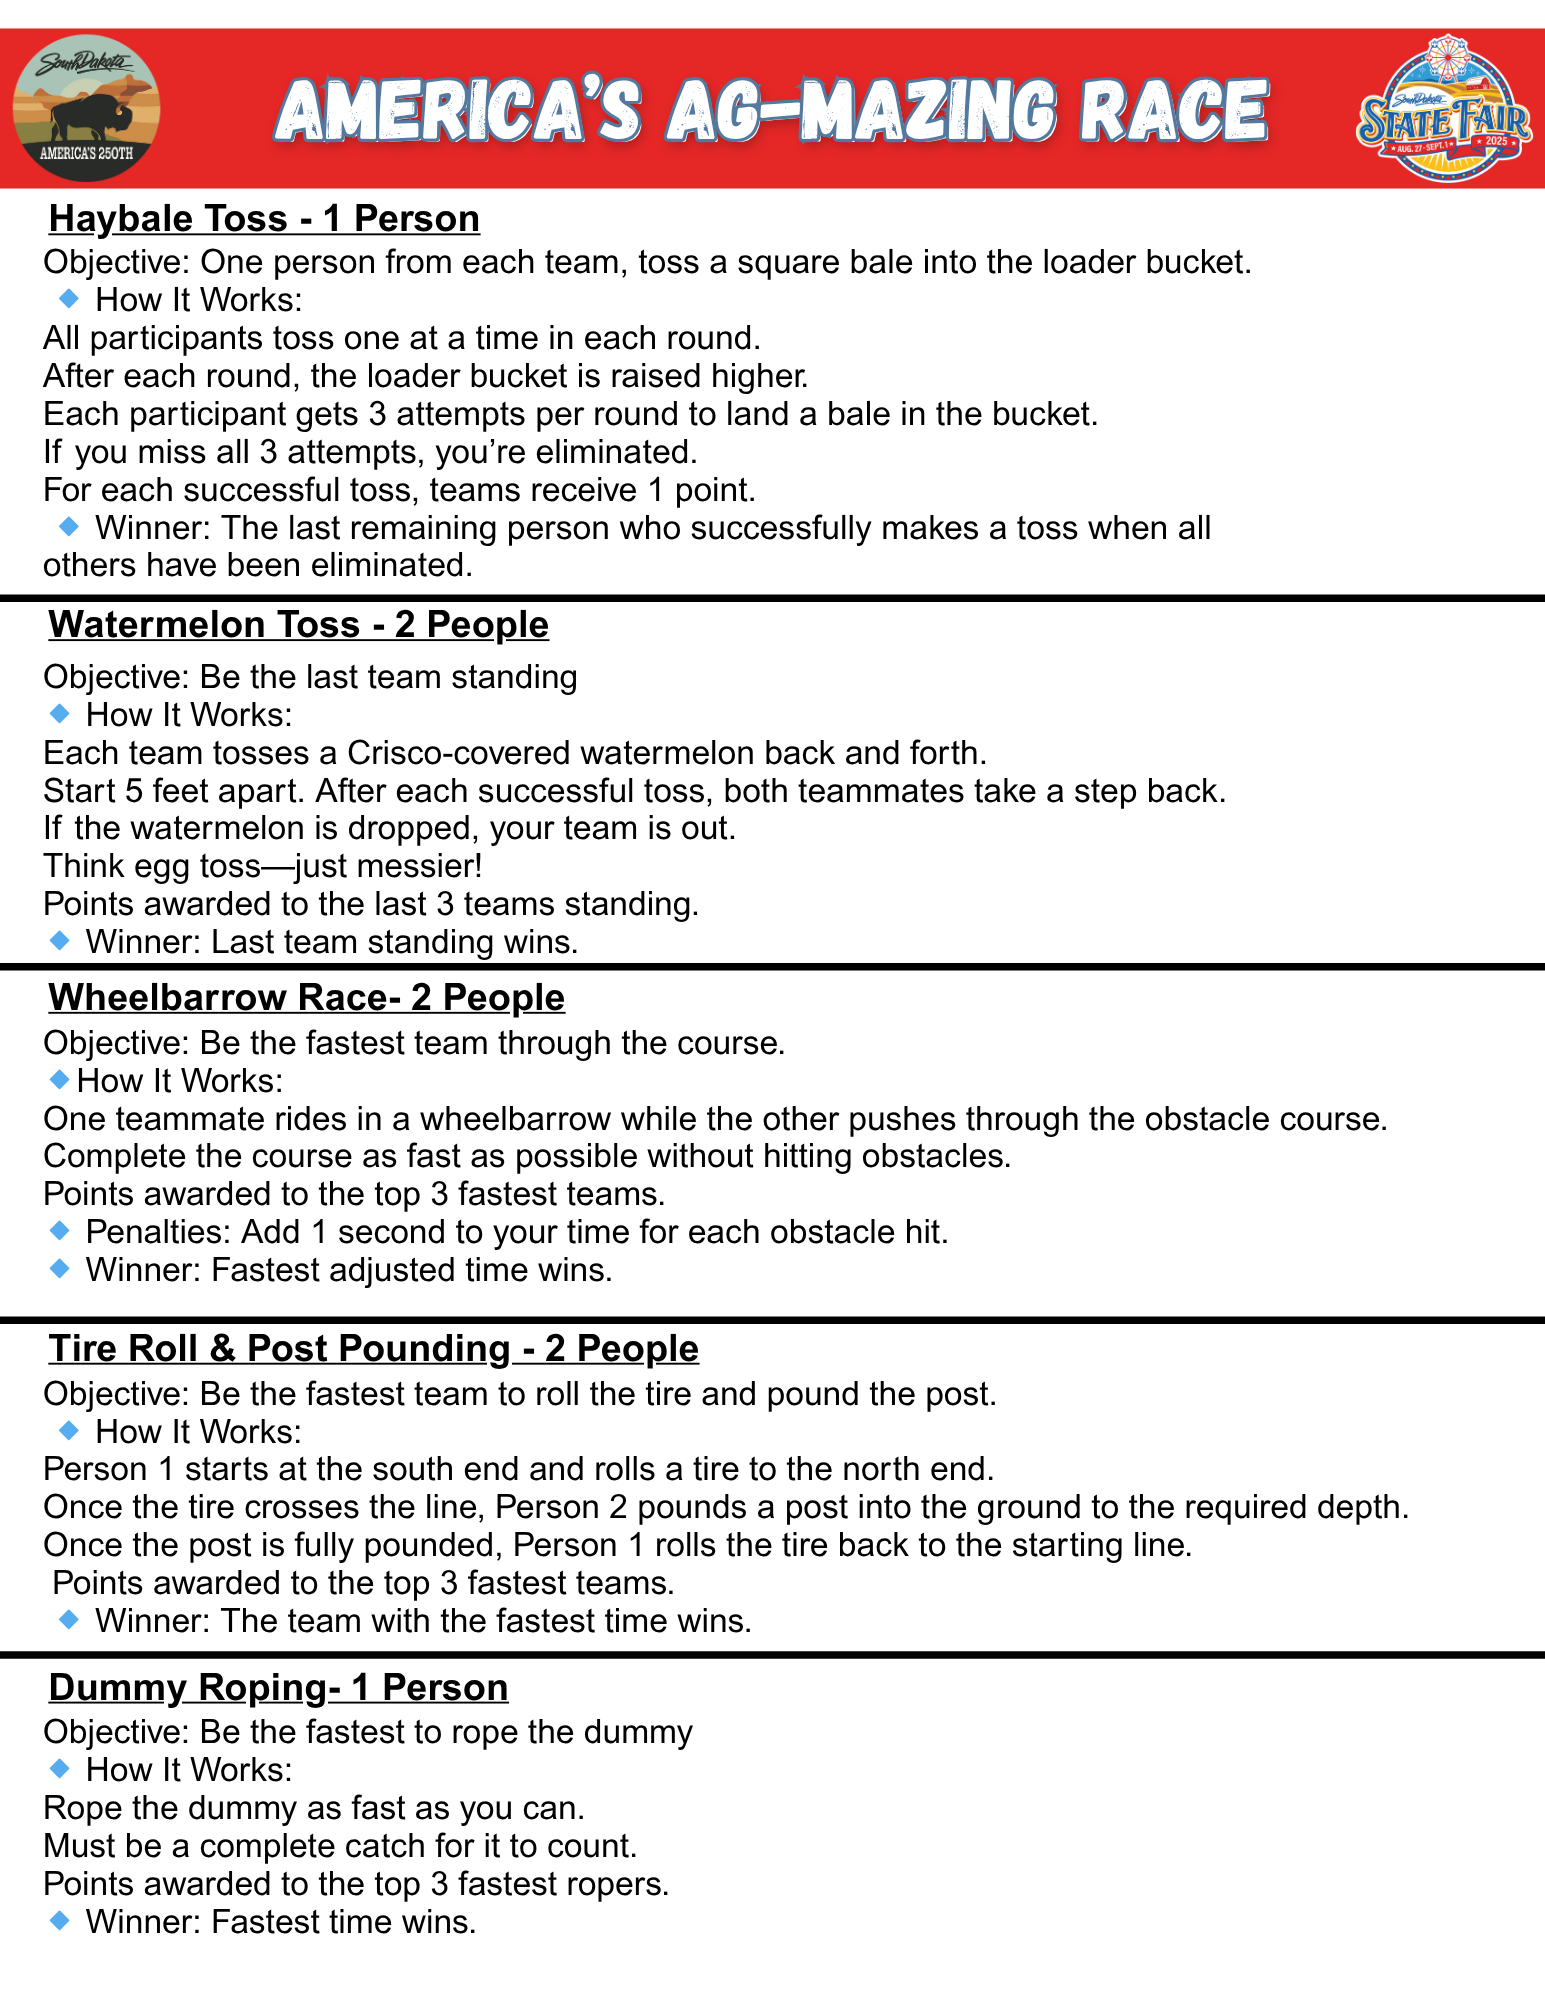 SouthDakota
AMERICA'S 250TH
AMERICA'S AG-MAZING RACE
SouthDakota
STATE FAIR
AUG. 27 - SEPT. 1
2025
Haybale Toss - 1 Person
Objective: One person from each team, toss a square bale into the loader bucket.
🔹 How It Works:
All participants toss one at a time in each round.
After each round, the loader bucket is raised higher.
Each participant gets 3 attempts per round to land a bale in the bucket.
If you miss all 3 attempts, you’re eliminated.
For each successful toss, teams receive 1 point.
🔹 Winner: The last remaining person who successfully makes a toss when all
others have been eliminated.
Watermelon Toss - 2 People
Objective: Be the last team standing
🔹 How It Works:
Each team tosses a Crisco-covered watermelon back and forth.
Start 5 feet apart. After each successful toss, both teammates take a step back.
If the watermelon is dropped, your team is out.
Think egg toss—just messier!
Points awarded to the last 3 teams standing.
🔹 Winner: Last team standing wins.
Wheelbarrow Race- 2 People
Objective: Be the fastest team through the course.
🔹How It Works:
One teammate rides in a wheelbarrow while the other pushes through the obstacle course.
Complete the course as fast as possible without hitting obstacles.
Points awarded to the top 3 fastest teams.
🔹 Penalties: Add 1 second to your time for each obstacle hit.
🔹 Winner: Fastest adjusted time wins.
Tire Roll & Post Pounding - 2 People
Objective: Be the fastest team to roll the tire and pound the post.
🔹 How It Works:
Person 1 starts at the south end and rolls a tire to the north end.
Once the tire crosses the line, Person 2 pounds a post into the ground to the required depth.
Once the post is fully pounded, Person 1 rolls the tire back to the starting line.
Points awarded to the top 3 fastest teams.
🔹 Winner: The team with the fastest time wins.
Dummy Roping- 1 Person
Objective: Be the fastest to rope the dummy
🔹 How It Works:
Rope the dummy as fast as you can.
Must be a complete catch for it to count.
Points awarded to the top 3 fastest ropers.
🔹 Winner: Fastest time wins.